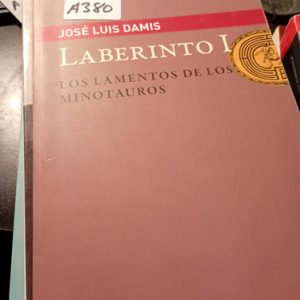 A380
JOSÉ LUIS DAMIS
LABERINTO I
LOS LAMENTOS DE LOS
MINOTAUROS